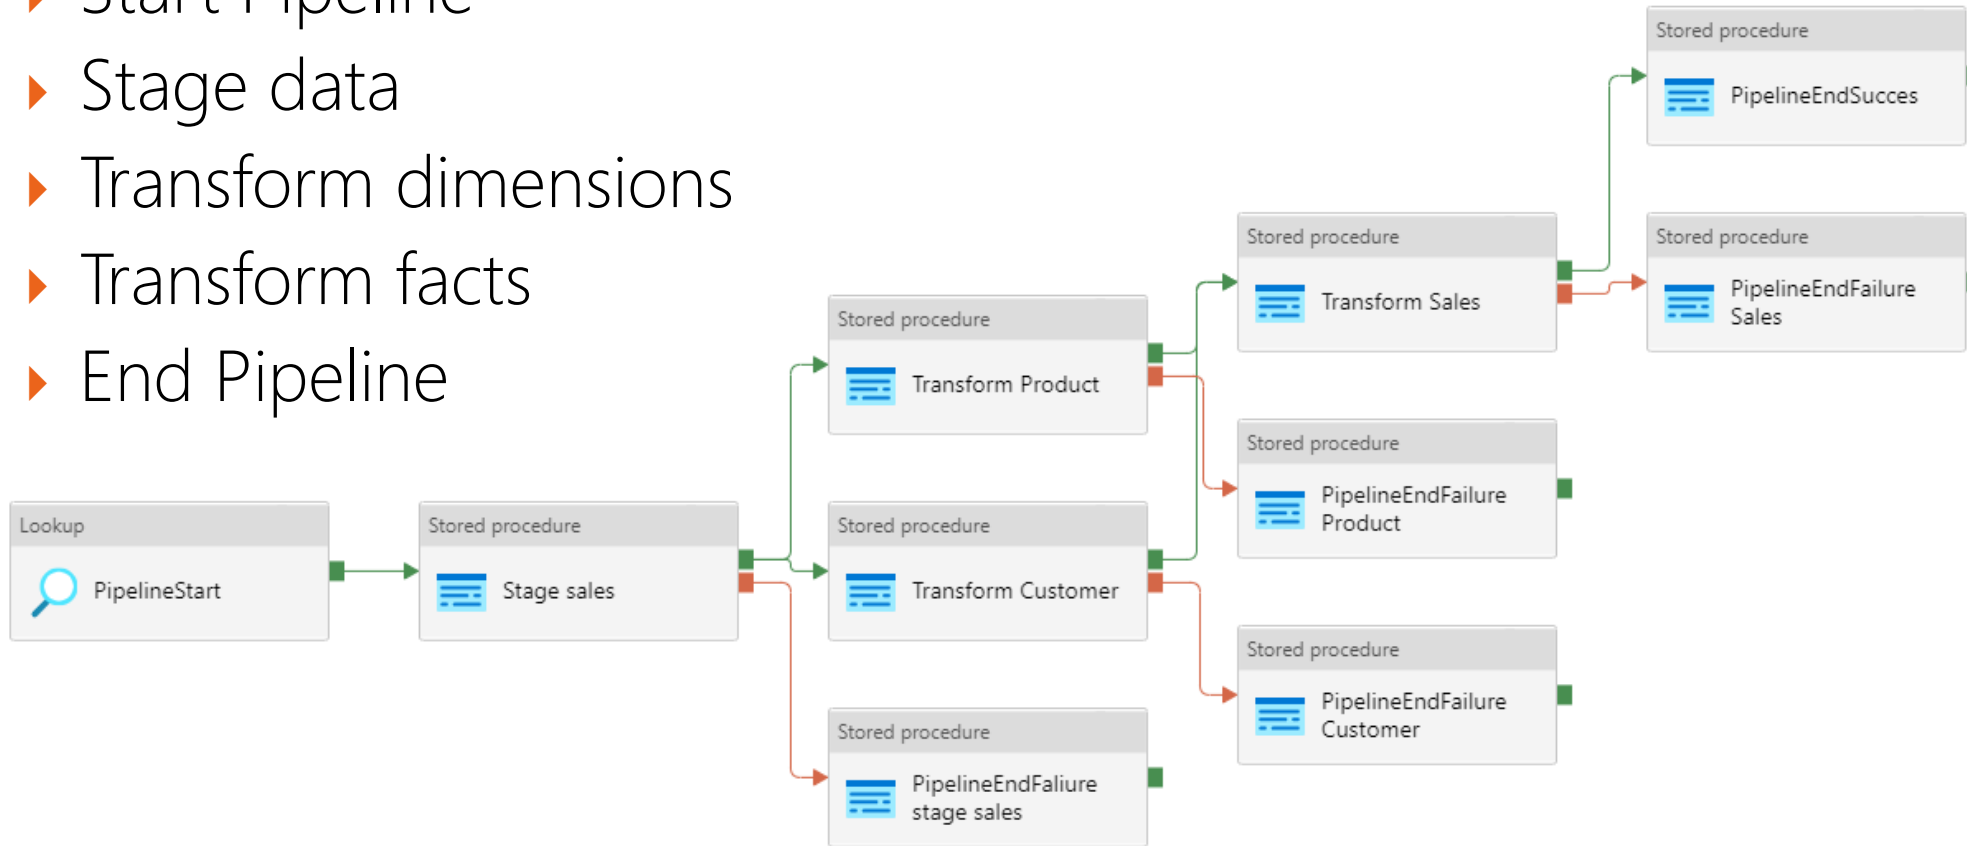 Start Pipeline
Stage data
Transform dimensions
Transform facts
End Pipeline
Lookup
PipelineStart
Stored procedure
Stage sales
Stored procedure
Transform Product
Stored procedure
Transform Customer
Stored procedure
PipelineEndFaliure
stage sales
Stored procedure
Transform Sales
Stored procedure
PipelineEndFailure
Product
Stored procedure
PipelineEndFailure
Customer
Stored procedure
PipelineEndSucces
Stored procedure
PipelineEndFailure
Sales